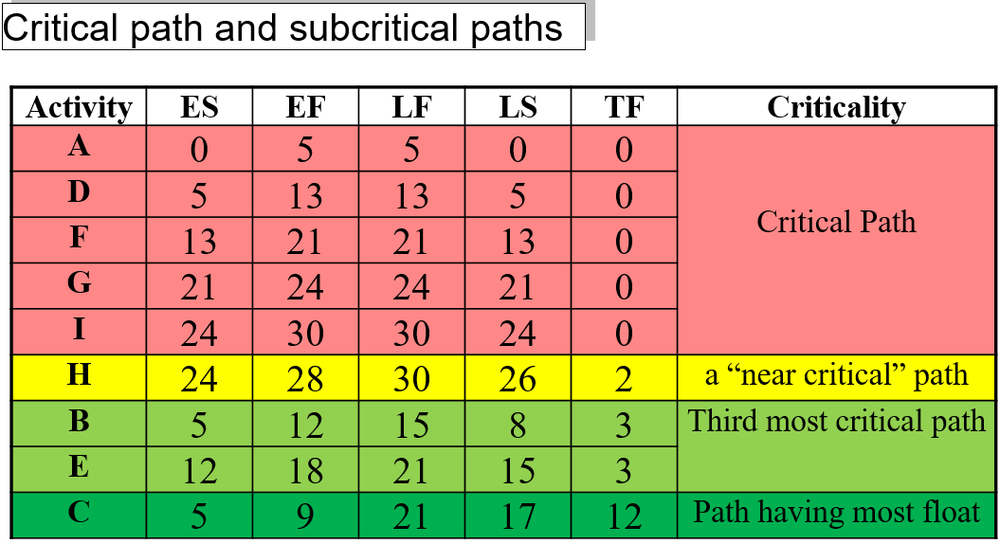 Critical path and subcritical paths
Activity ES EF LF LS TF Criticality
A 0 5 5 0 0
D 5 13 13 5 0
Critical Path
F 13 21 21 13 0
G 21 24 24 21 0
I 24 30 30 24 0
H 24 28 30 26 2 a “near critical” path
B 5 12 15 8 3 Third most critical path
E 12 18 21 15 3
C 5 9 21 17 12 Path having most float